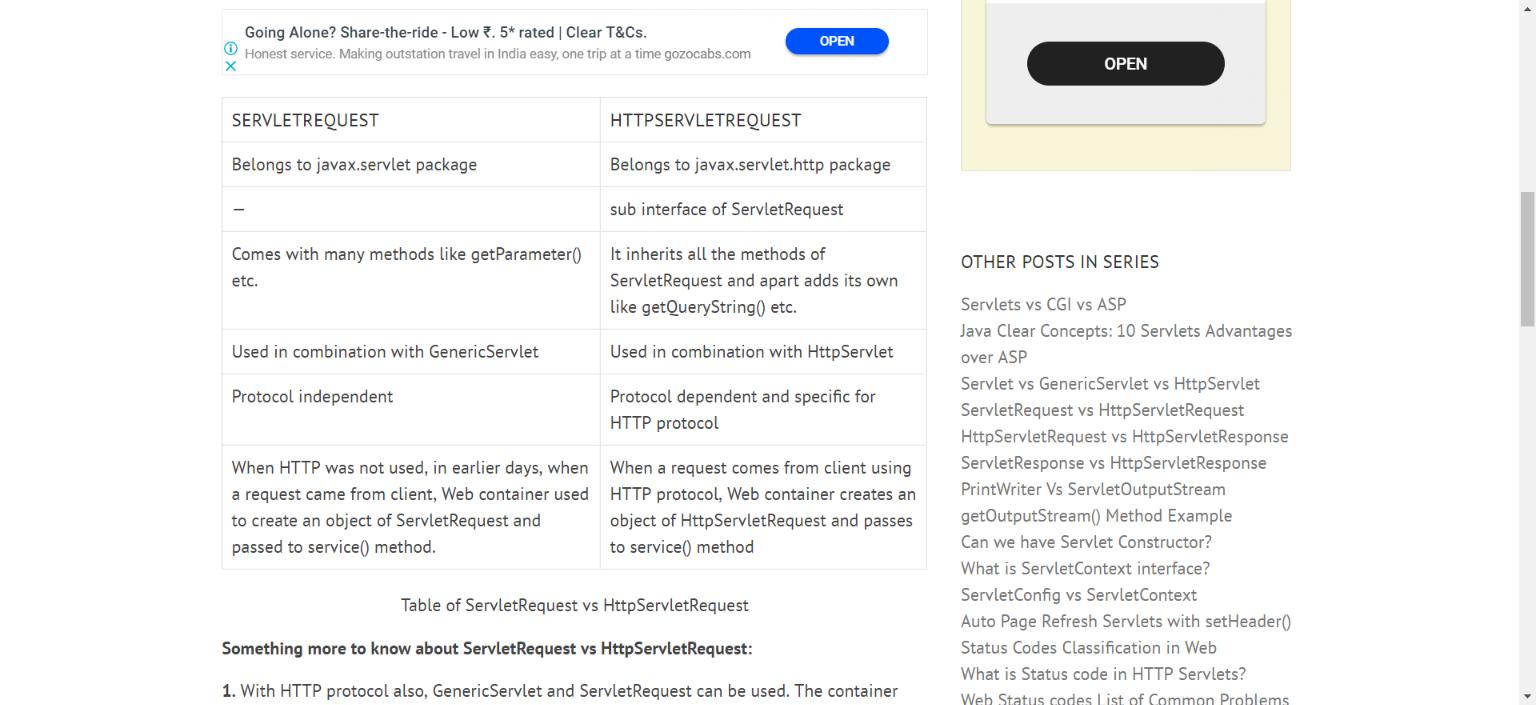 Going Alone? Share-the-ride - Low ₹. 5* rated | Clear T&Cs.
Honest service. Making outstation travel in India easy, one trip at a time gozocabs.com
OPEN
OPEN
SERVLETREQUEST
HTTPSERVLETREQUEST
Belongs to javax.servlet package
Belongs to javax.servlet.http package
—
sub interface of ServletRequest
Comes with many methods like getParameter()
etc.
It inherits all the methods of
ServletRequest and apart adds its own
like getQueryString() etc.
Used in combination with GenericServlet
Used in combination with HttpServlet
Protocol independent
Protocol dependent and specific for
HTTP protocol
When HTTP was not used, in earlier days, when
a request came from client, Web container used
to create an object of ServletRequest and
passed to service() method.
When a request comes from client using
HTTP protocol, Web container creates an
object of HttpServletRequest and passes
to service() method
Table of ServletRequest vs HttpServletRequest
Something more to know about ServletRequest vs HttpServletRequest:
1. With HTTP protocol also, GenericServlet and ServletRequest can be used. The container
OTHER POSTS IN SERIES
Servlets vs CGI vs ASP
Java Clear Concepts: 10 Servlets Advantages
over ASP
Servlet vs GenericServlet vs HttpServlet
ServletRequest vs HttpServletRequest
HttpServletRequest vs HttpServletResponse
ServletResponse vs HttpServletResponse
PrintWriter Vs ServletOutputStream
getOutputStream() Method Example
Can we have Servlet Constructor?
What is ServletContext interface?
ServletConfig vs ServletContext
Auto Page Refresh Servlets with setHeader()
Status Codes Classification in Web
What is Status code in HTTP Servlets?
Web Status codes List of Common Problems